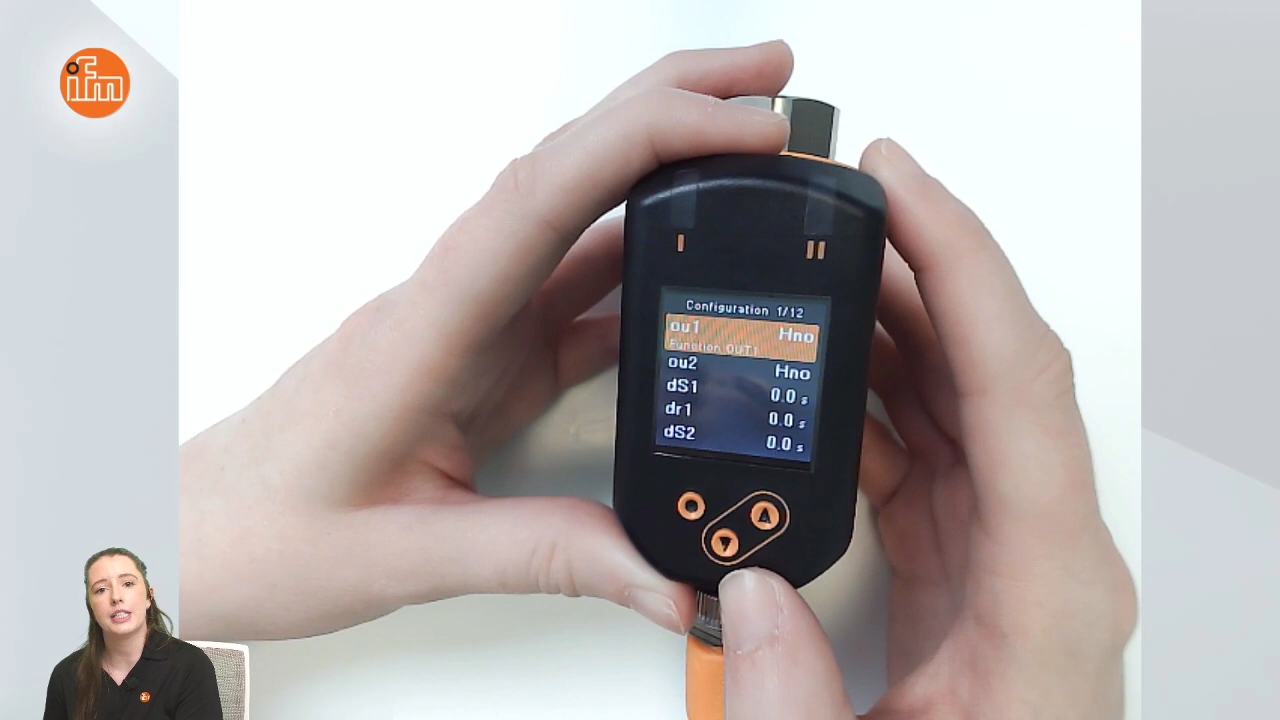 ifm
I
II
Configuration 1/12
ou1 Hno
Function OUT1
ou2 Hno
dS1 0.0 s
dr1 0.0 s
dS2 0.0 s